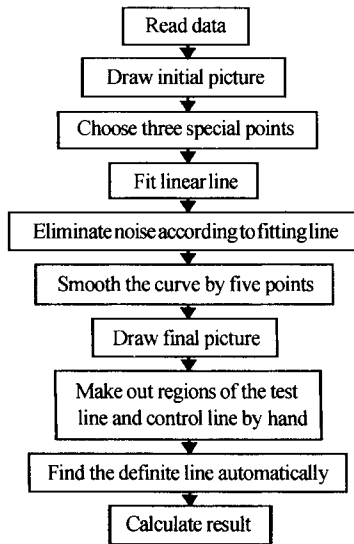 Read data
Draw initial picture
Choose three special points
Fit linear line
Eliminate noise according to fitting line
Smooth the curve by five points
Draw final picture
Make out regions of the test
line and control line by hand
Find the definite line automatically
Calculate result